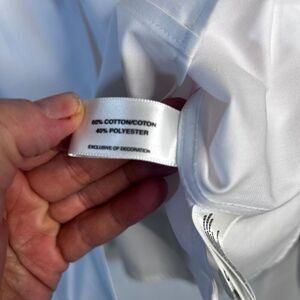 60% COTTON/COTON
40% POLYESTER
EXCLUSIVE OF DECORATION